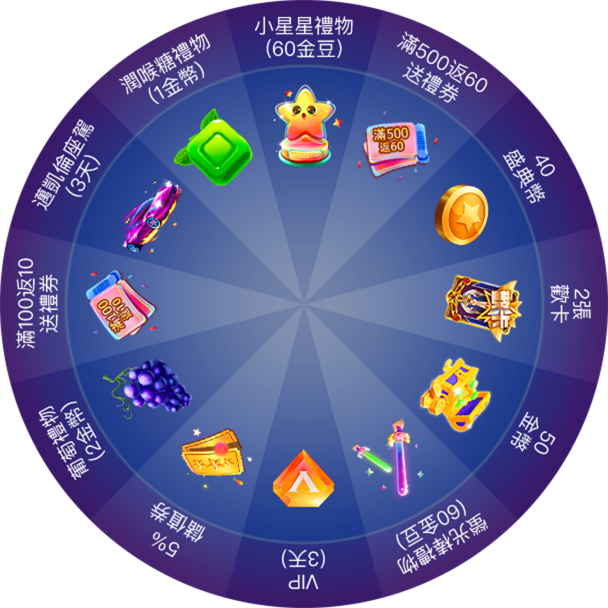 小星星禮物
(60金豆)
滿500返60
送禮券
滿500
返60
40
盛典幣
2張
歡卡
50
金幣
螢光棒禮物
(60金豆)
VIP
(3天)
5%
儲值券
葡萄禮物
(2金幣)
滿100返10
送禮券
滿100
返10
邁凱倫座駕
(3天)
潤喉糖禮物
(1金幣)